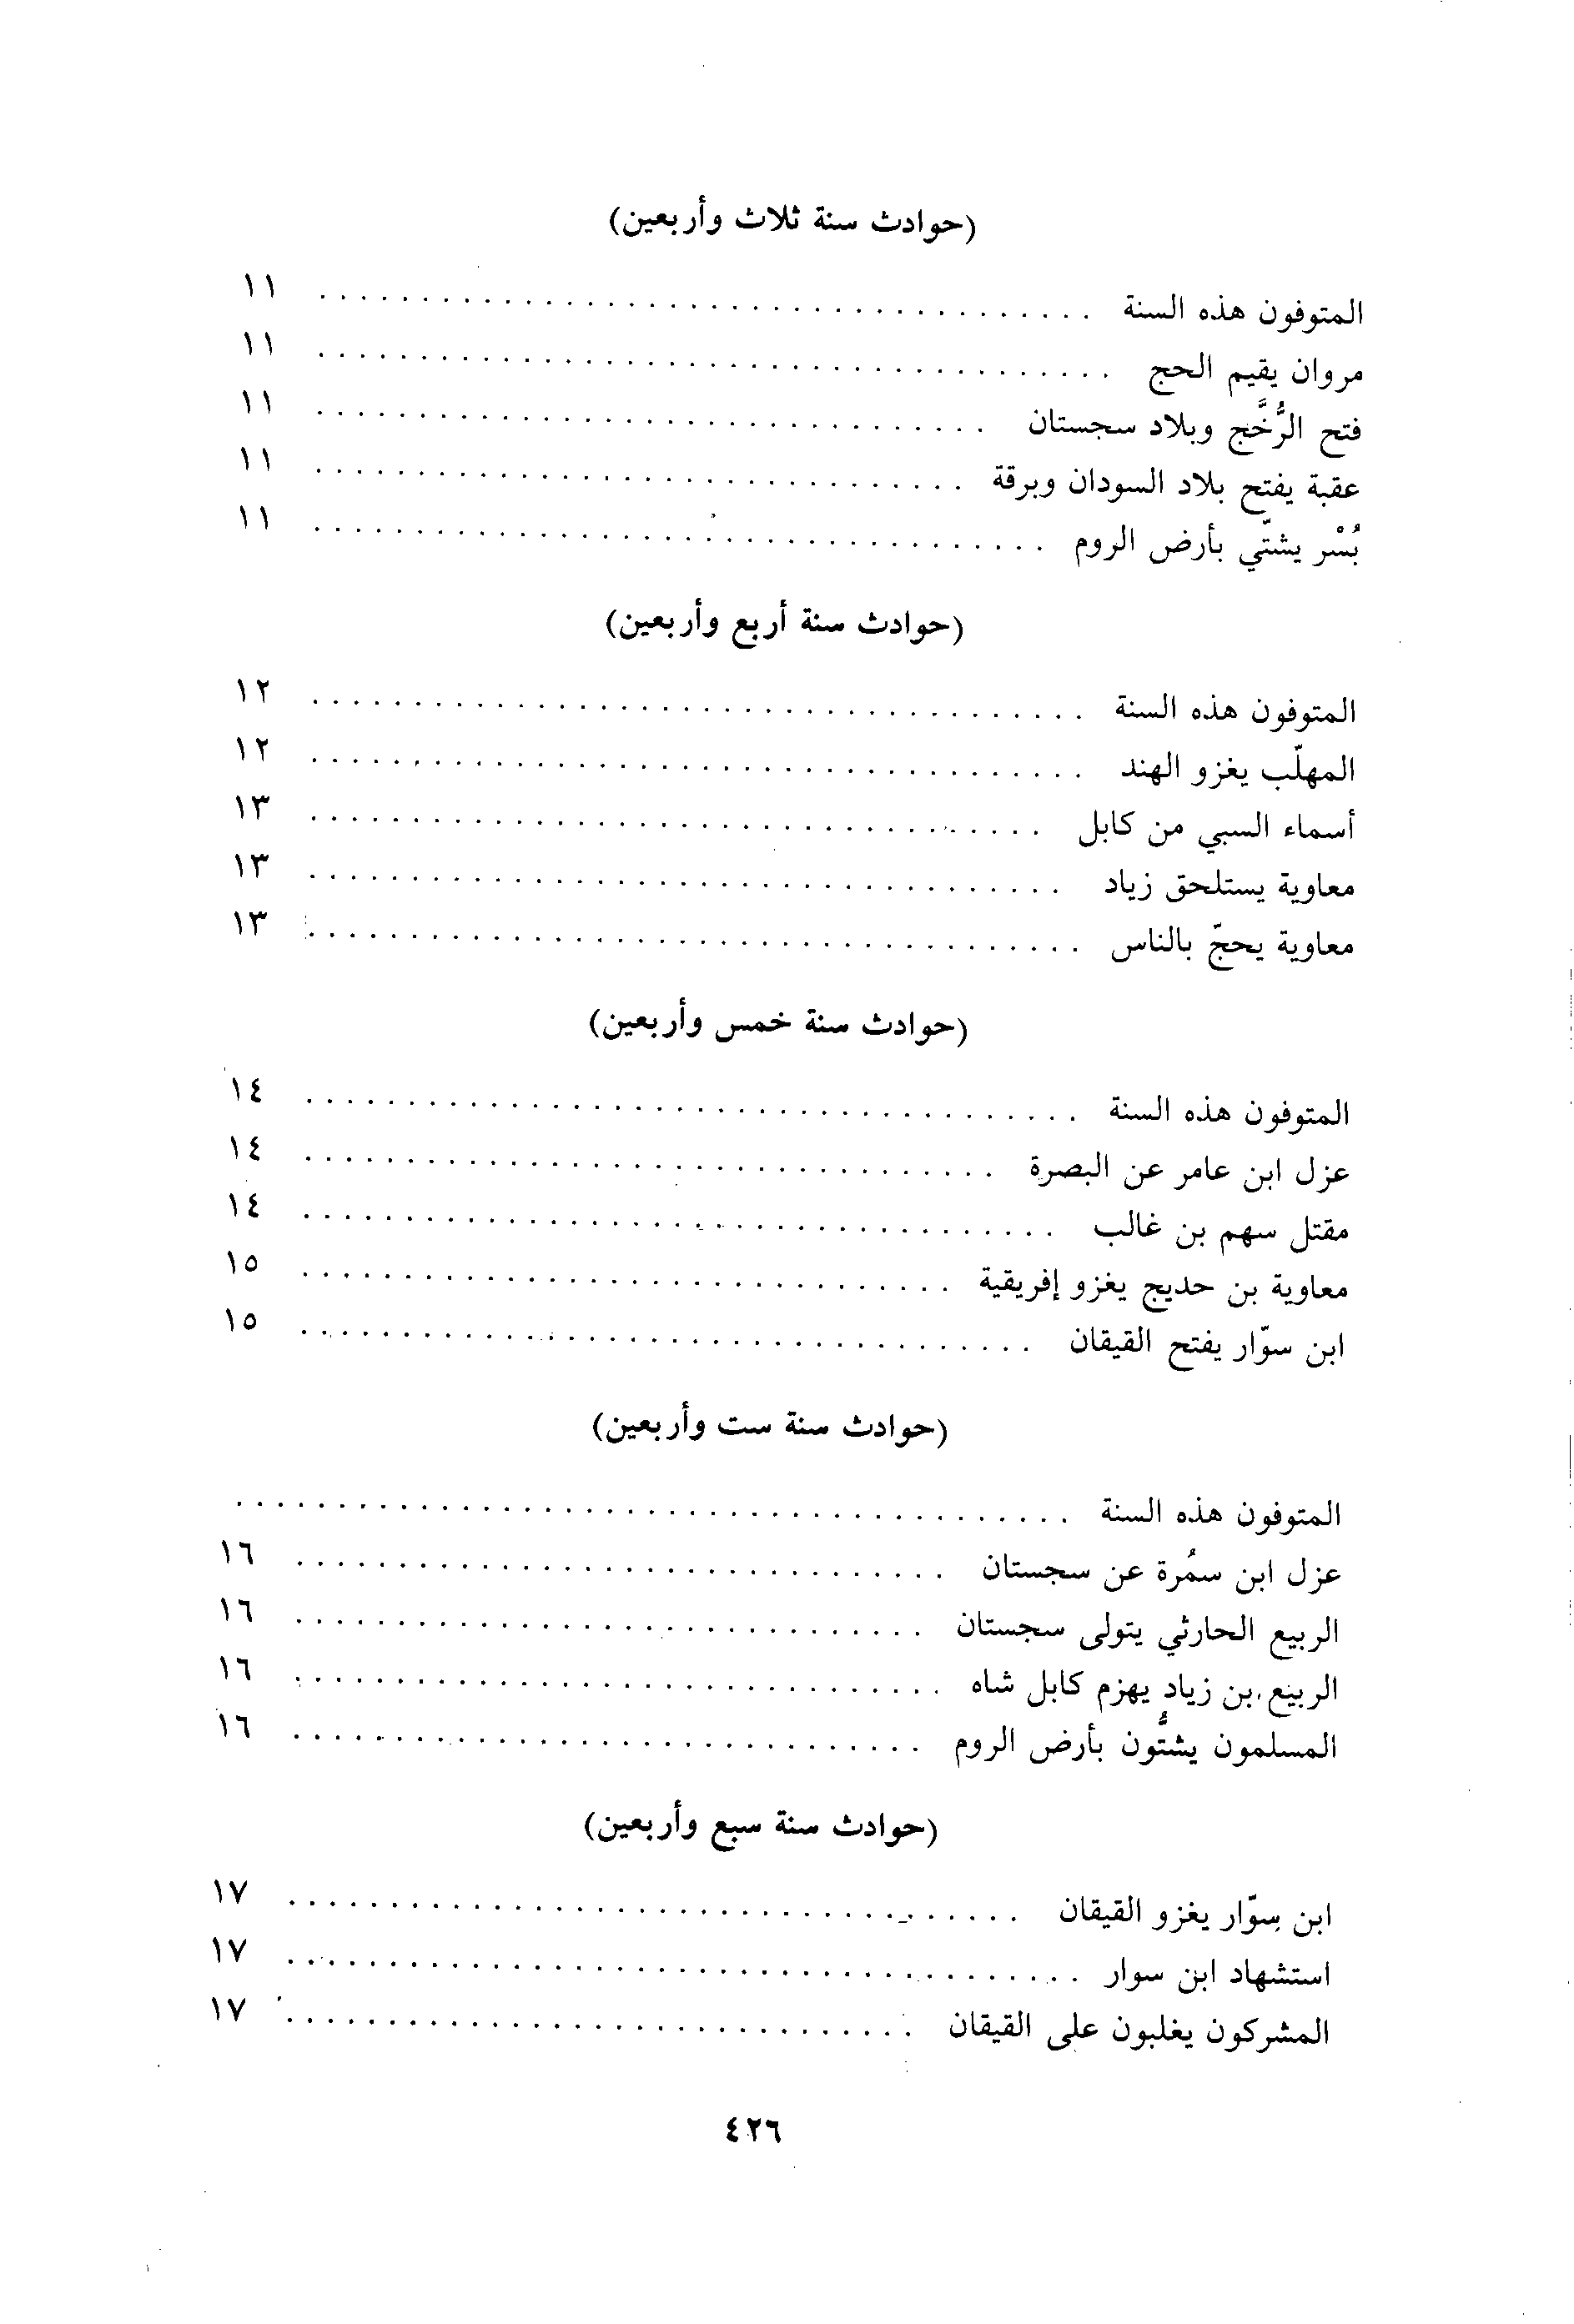 (حوادث سنة ثلاث وأربعين)
المتوفون هذه السنة ١١
مروان يقيم الحج ١١
فتح الرُّخَّج وبلاد سجستان ١١
عقبة يفتح بلاد السودان وبرقة ١١
بُسْر يشتّي بأرض الروم ١١
(حوادث سنة أربع وأربعين)
المتوفون هذه السنة ١٢
المهلّب يغزو الهند ١٢
أسماء السبي من كابل ١٣
معاوية يستلحق زياد ١٣
معاوية يحجّ بالناس ١٣
(حوادث سنة خمس وأربعين)
المتوفون هذه السنة ١٤
عزل ابن عامر عن البصرة ١٤
مقتل سهم بن غالب ١٤
معاوية بن حديج يغزو إفريقية ١٥
ابن سوّار يفتح القيقان ١٥
(حوادث سنة ست وأربعين)
المتوفون هذه السنة
عزل ابن سمُرة عن سجستان ١٦
الربيع الحارثي يتولى سجستان ١٦
الربيع بن زياد يهزم كابل شاه ١٦
المسلمون يشتُّون بأرض الروم ١٦
(حوادث سنة سبع وأربعين)
ابن سوّار يغزو القيقان ١٧
استشهاد ابن سوار ١٧
المشركون يغلبون على القيقان ١٧
٤٢٦